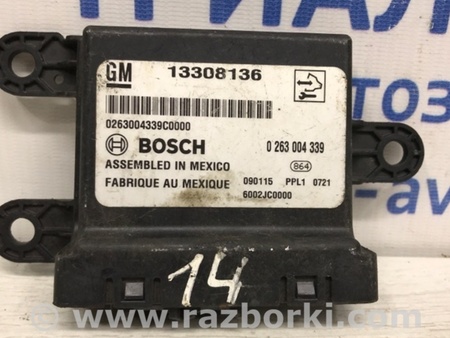 GM 13308136
0263004339C0000
BOSCH 0 263 004 339
ASSEMBLED IN MEXICO 864
FABRIQUE AU MEXIQUE 090115 PPL1 0721
6002JC0000
14
© www.razborki.com